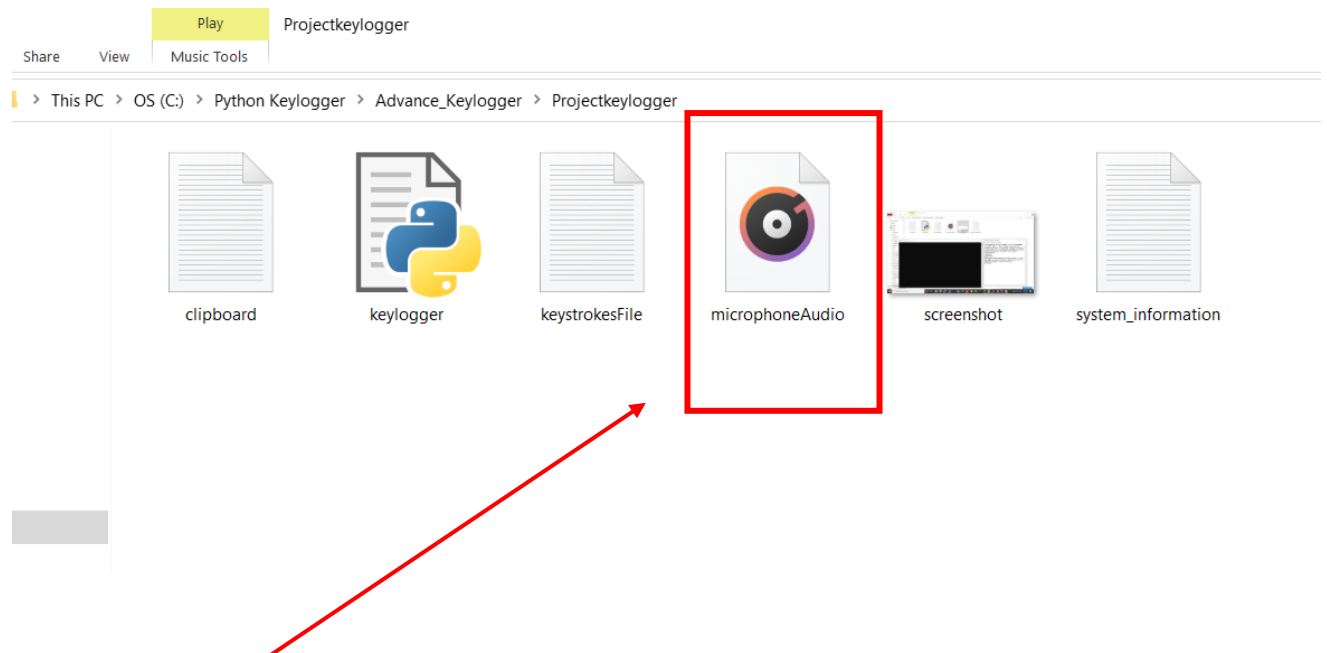 Play Projectkeylogger
Share View Music Tools
> This PC > OS (C:) > Python Keylogger > Advance_Keylogger > Projectkeylogger
clipboard keylogger keystrokesFile microphoneAudio screenshot system_information